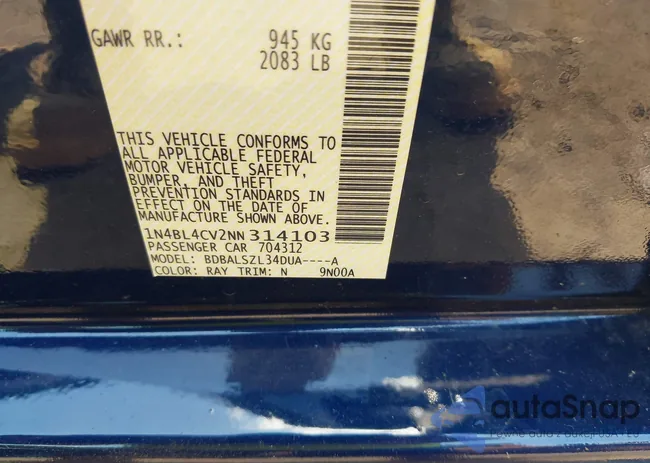 GAWR RR.: 945 KG
2083 LB
THIS VEHICLE CONFORMS TO
ALL APPLICABLE FEDERAL
MOTOR VEHICLE SAFETY,
BUMPER, AND THEFT
PREVENTION STANDARDS IN
EFFECT ON THE DATE OF
MANUFACTURE SHOWN ABOVE.
1N4BL4CV2NN314103
PASSENGER CAR 704312
MODEL: BDBALSZL34DUA----A
COLOR: RAY TRIM: N 9N00A
autaSnap